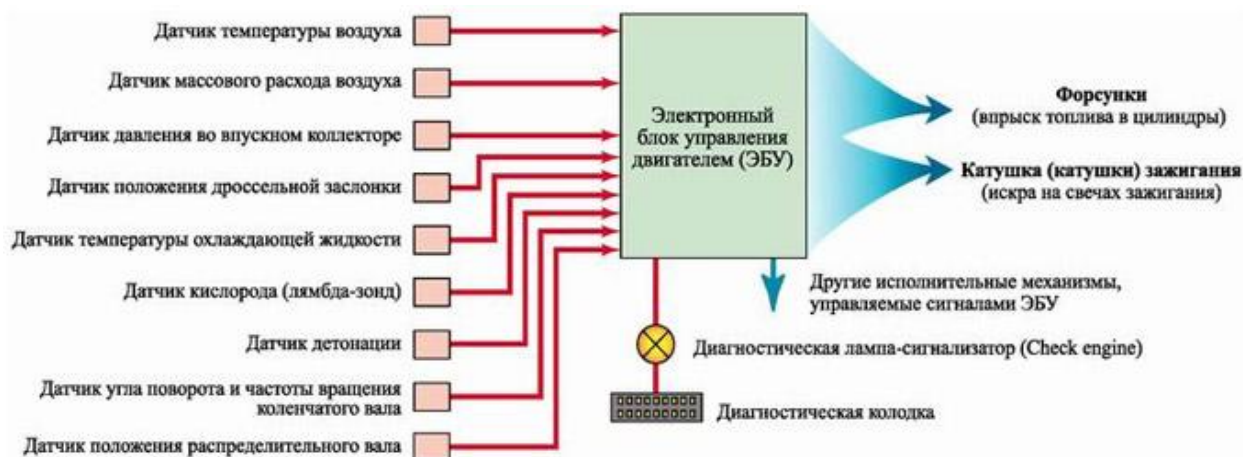 Датчик температуры воздуха
Датчик массового расхода воздуха
Датчик давления во впускном коллекторе
Датчик положения дроссельной заслонки
Датчик температуры охлаждающей жидкости
Датчик кислорода (лямбда-зонд)
Датчик детонации
Датчик угла поворота и частоты вращения
коленчатого вала
Датчик положения распределительного вала
Электронный
блок управления
двигателем (ЭБУ)
Форсунки
(впрыск топлива в цилиндры)
Катушка (катушки) зажигания
(искра на свечах зажигания)
Другие исполнительные механизмы,
управляемые сигналами ЭБУ
Диагностическая лампа-сигнализатор (Check engine)
Диагностическая колодка